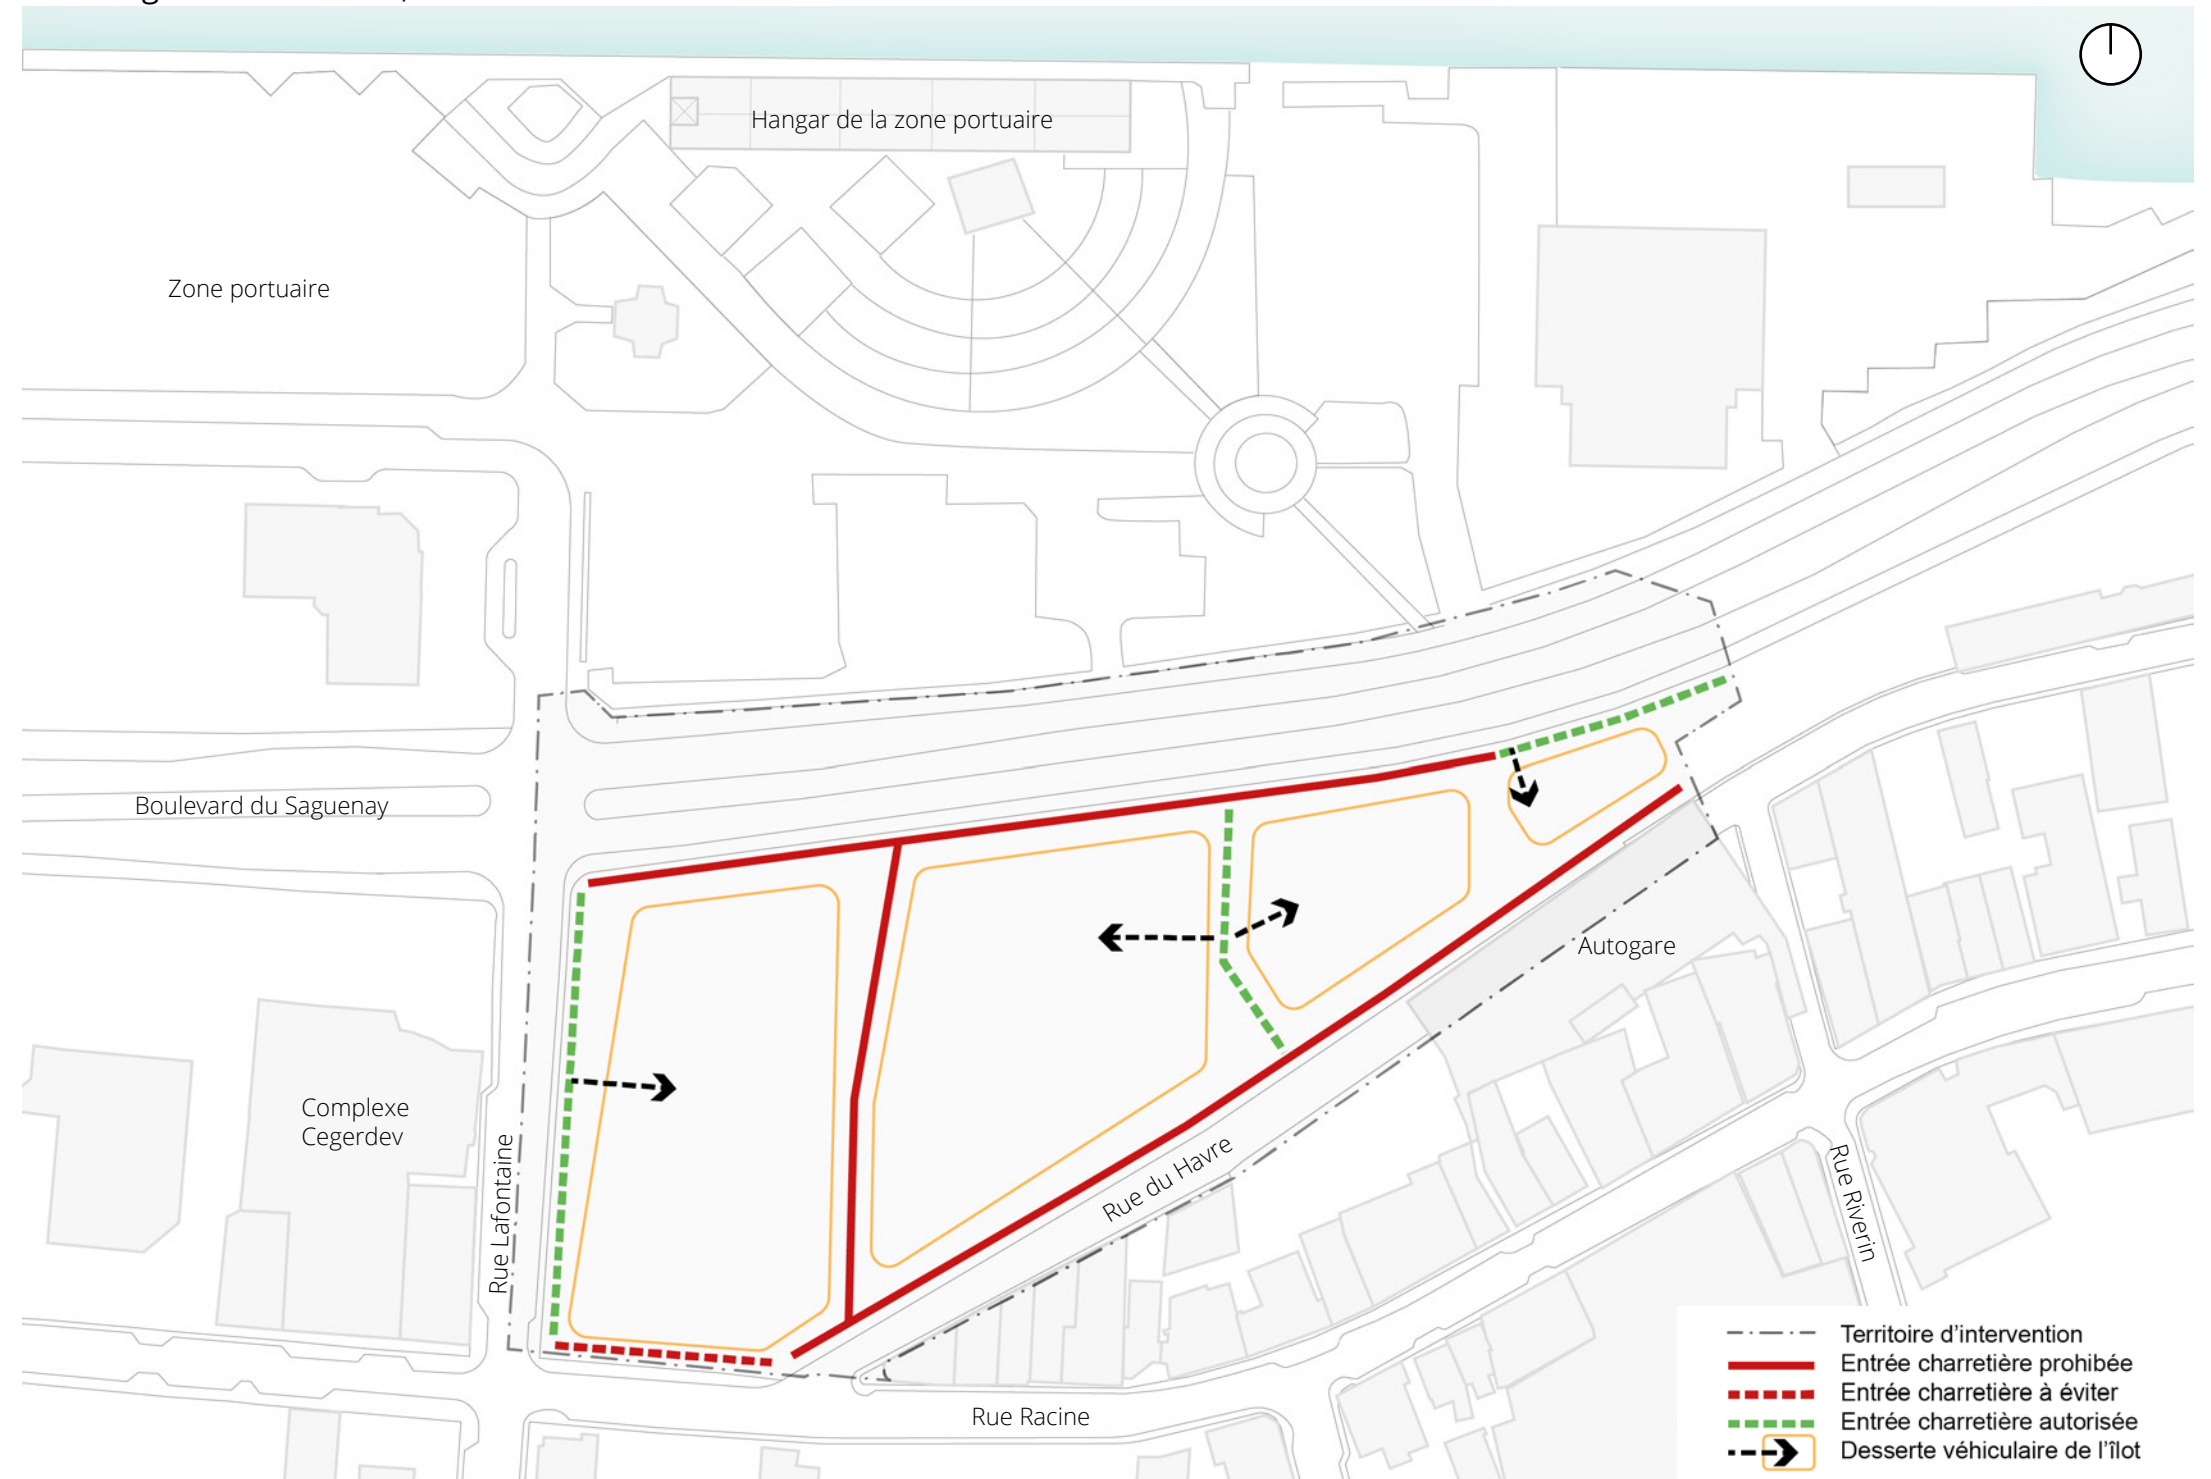 Hangar de la zone portuaire
Zone portuaire
Boulevard du Saguenay
Autogare
Complexe
Cegerdev
Rue Lafontaine
Rue du Havre
Rue Riverin
Rue Racine
Territoire d'intervention
Entrée charretière prohibée
Entrée charretière à éviter
Entrée charretière autorisée
Desserte véhiculaire de l'îlot